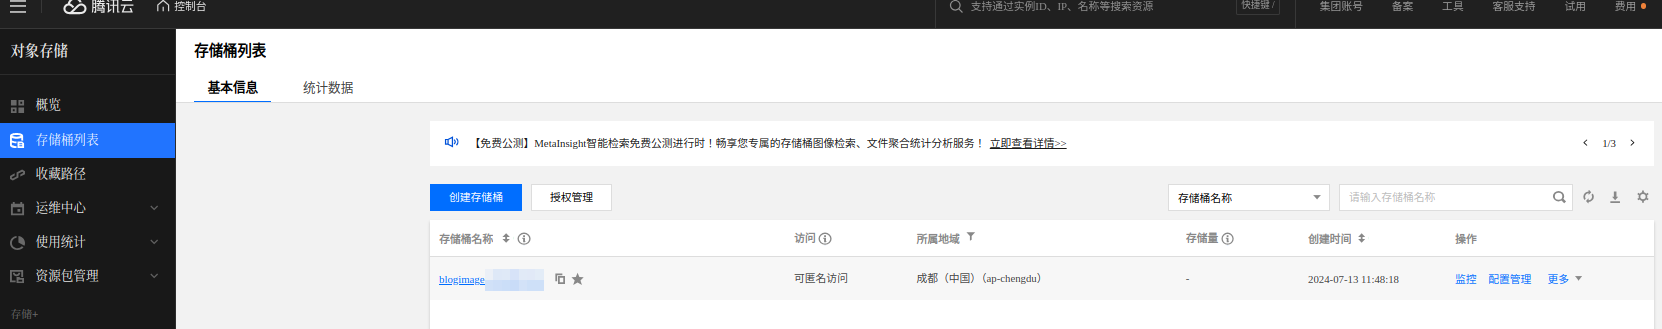 腾讯云 控制台 支持通过实例ID、IP、名称等搜索资源 快捷键 / 集团账号 备案 工具 客服支持 试用 费用
对象存储
概览
存储桶列表
收藏路径
运维中心
使用统计
资源包管理
存储+
存储桶列表
基本信息 统计数据
【免费公测】MetaInsight智能检索免费公测进行时！畅享您专属的存储桶图像检索、文件聚合统计分析服务！ 立即查看详情>> 1/3
创建存储桶 授权管理 存储桶名称 请输入存储桶名称
存储桶名称 访问 所属地域 存储量 创建时间 操作
blogimage 可匿名访问 成都（中国）（ap-chengdu） - 2024-07-13 11:48:18 监控 配置管理 更多